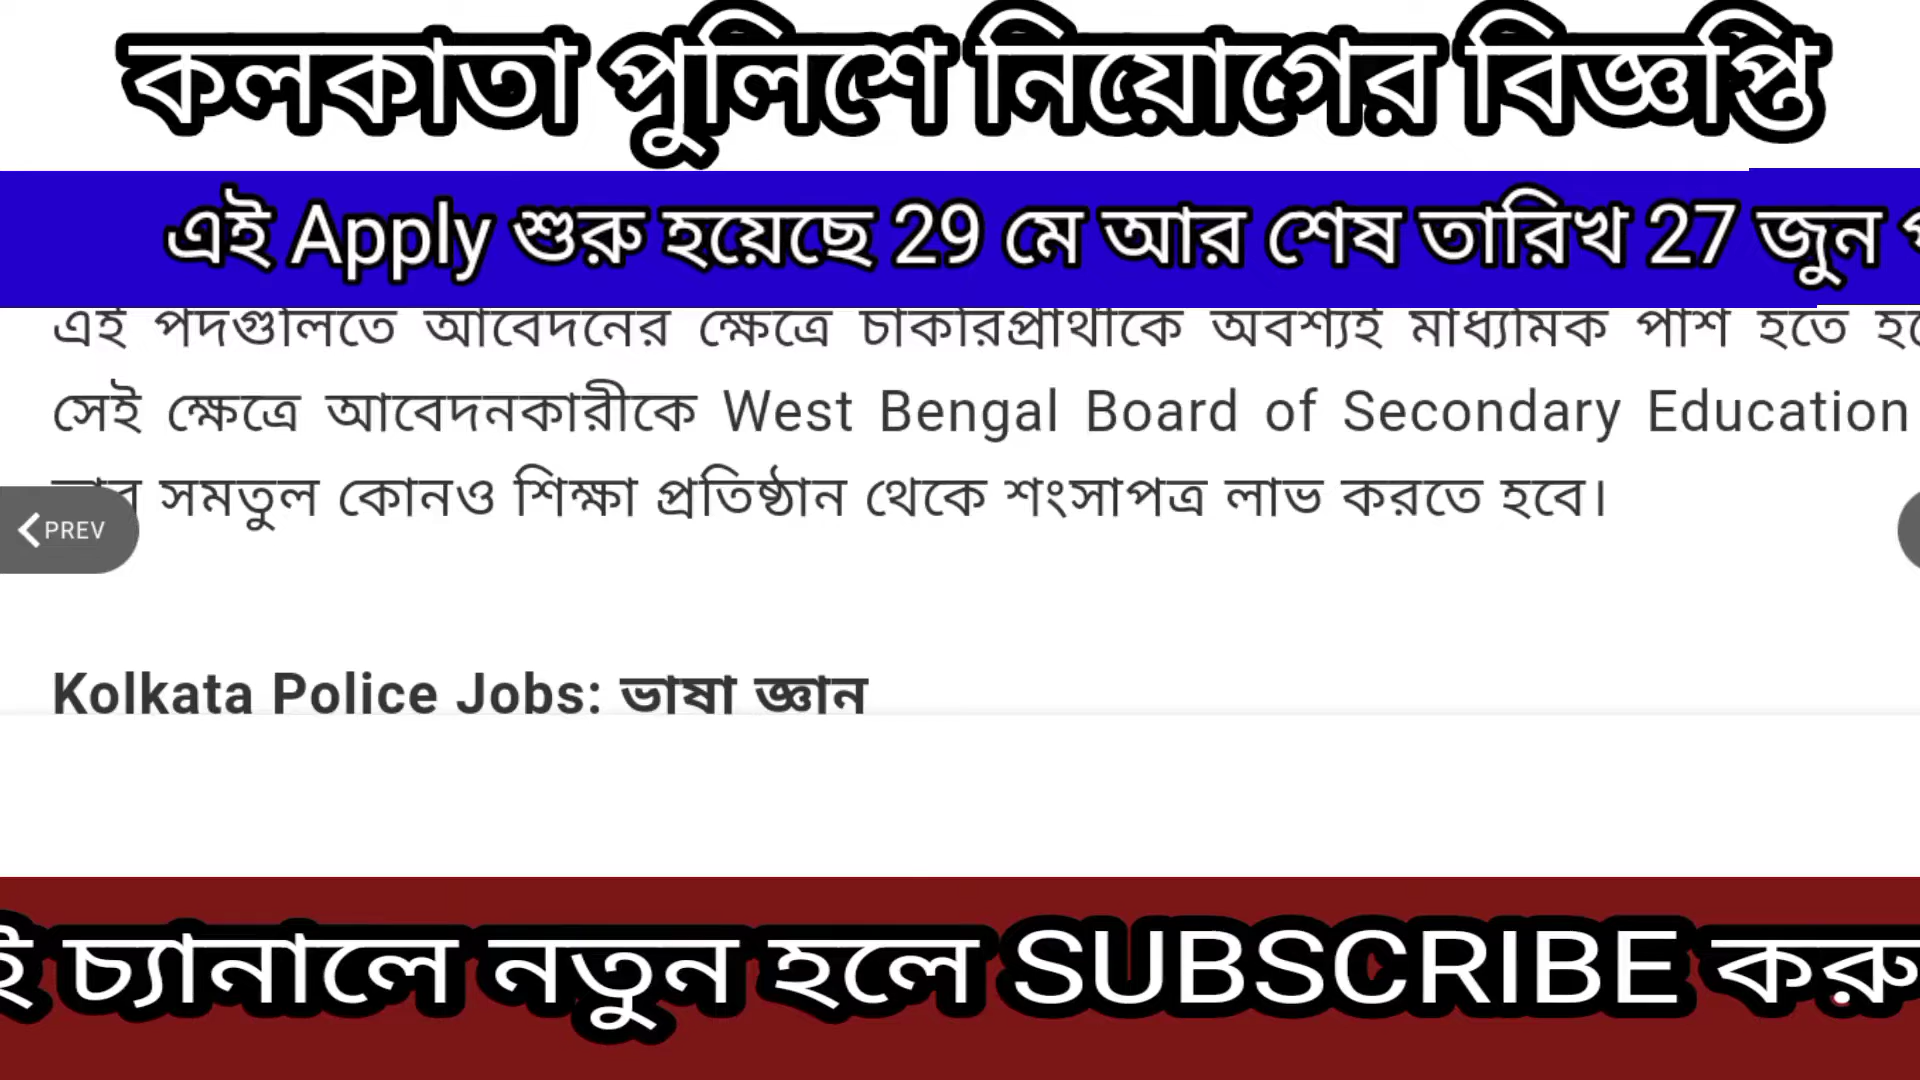 কলকাতা পুলিশে নিয়োগের বিজ্ঞপ্তি
এই Apply শুরু হয়েছে 29 মে আর শেষ তারিখ 27 জুন
এই পদগুলিতে আবেদনের ক্ষেত্রে চাকরিপ্রার্থীকে অবশ্যই মাধ্যমিক পাশ হতে
সেই ক্ষেত্রে আবেদনকারীকে West Bengal Board of Secondary Education
সমতুল কোনও শিক্ষা প্রতিষ্ঠান থেকে শংসাপত্র লাভ করতে হবে।
PREV
Kolkata Police Jobs: ভাষা জ্ঞান
চ্যানালে নতুন হলে SUBSCRIBE